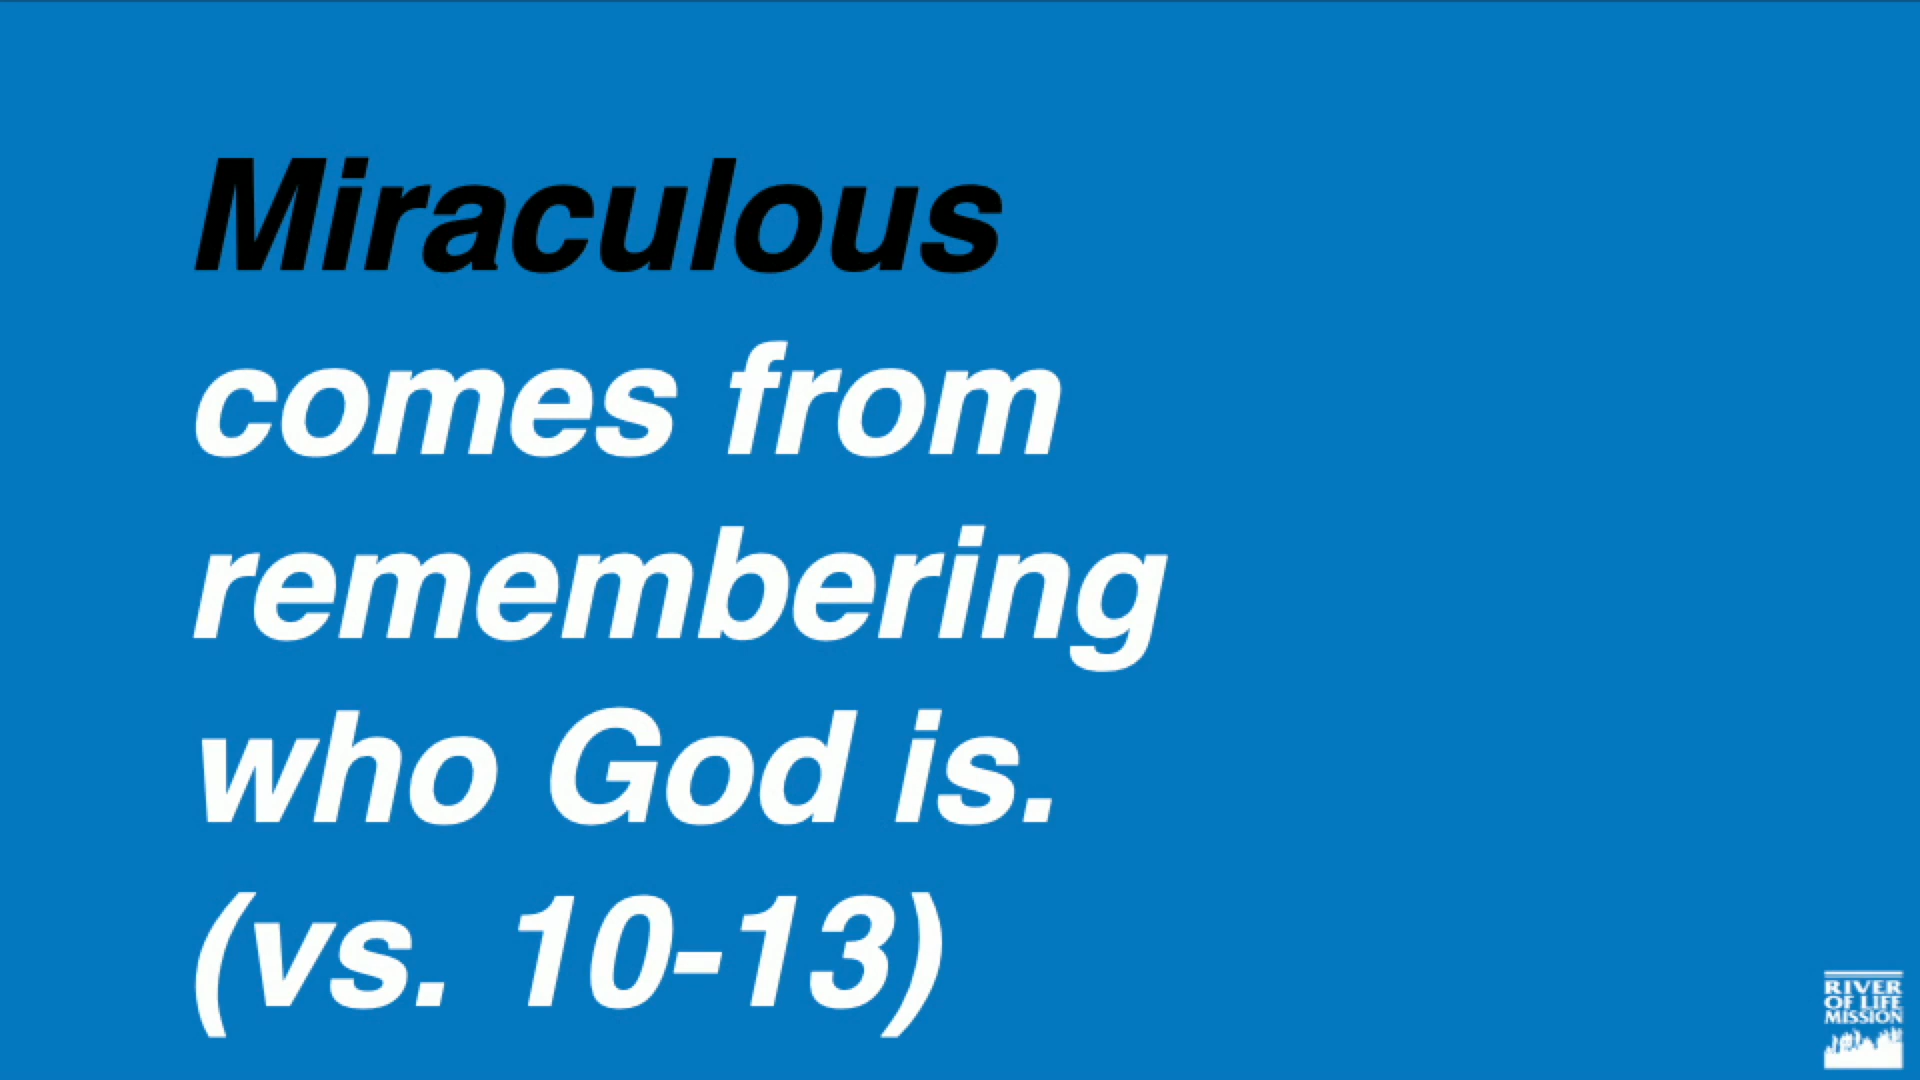 Miraculous
comes from
remembering
who God is.
(vs. 10-13)
RIVER
OF LIFE
MISSION